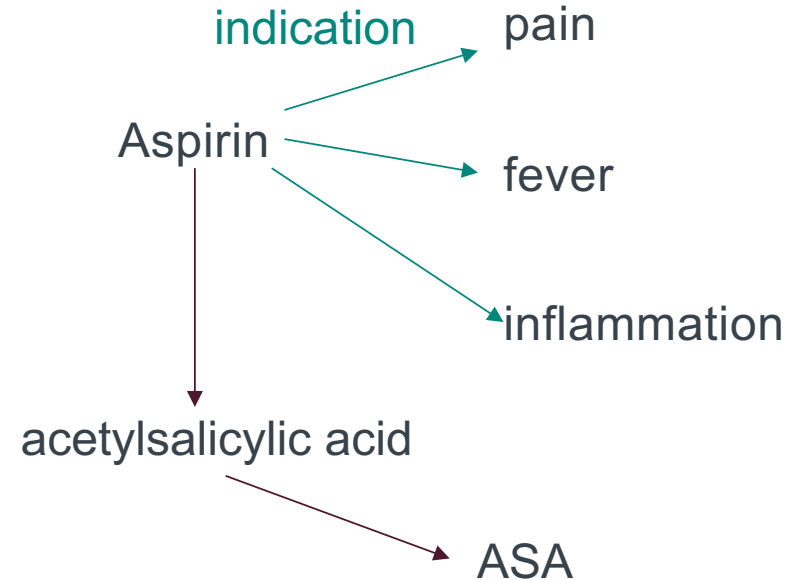 indication
pain
Aspirin
fever
inflammation
acetylsalicylic acid
ASA